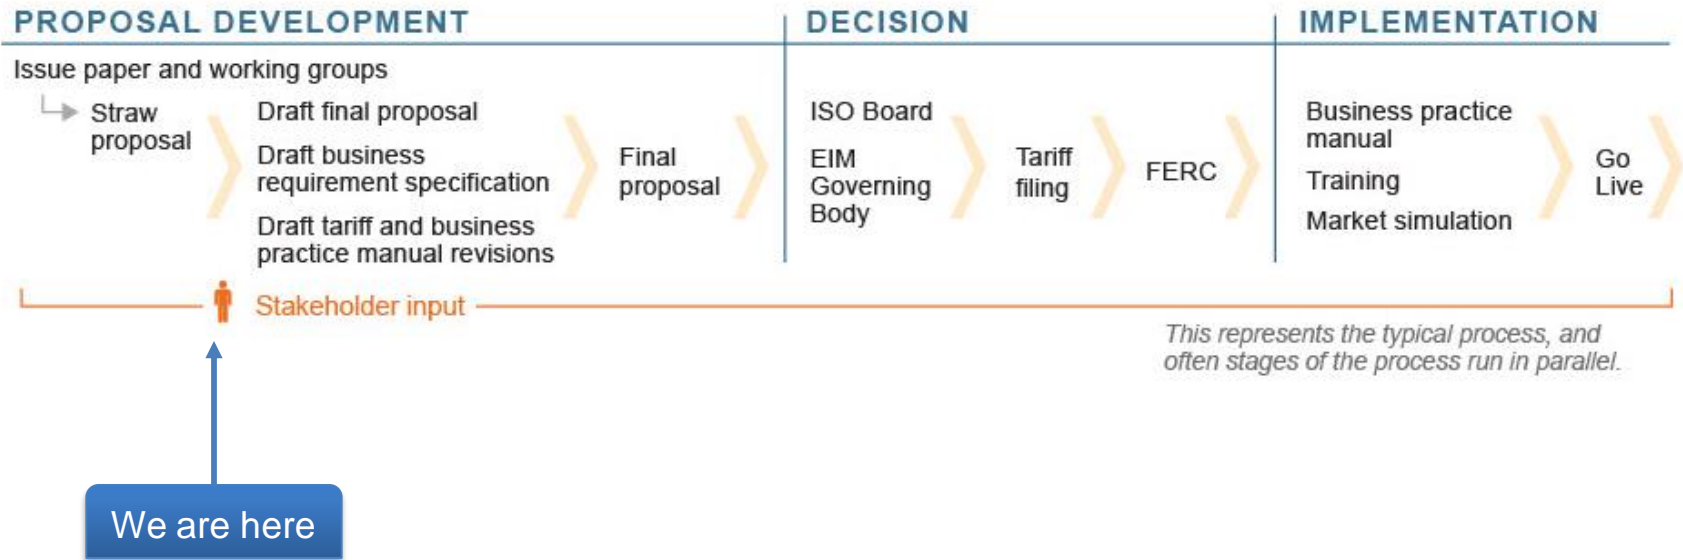 PROPOSAL DEVELOPMENT
Issue paper and working groups
Straw
proposal
Draft final proposal
Draft business
requirement specification
Draft tariff and business
practice manual revisions
Final
proposal
DECISION
ISO Board
EIM
Governing
Body
Tariff
filing
FERC
IMPLEMENTATION
Business practice
manual
Training
Market simulation
Go
Live
Stakeholder input
This represents the typical process, and
often stages of the process run in parallel.
We are here